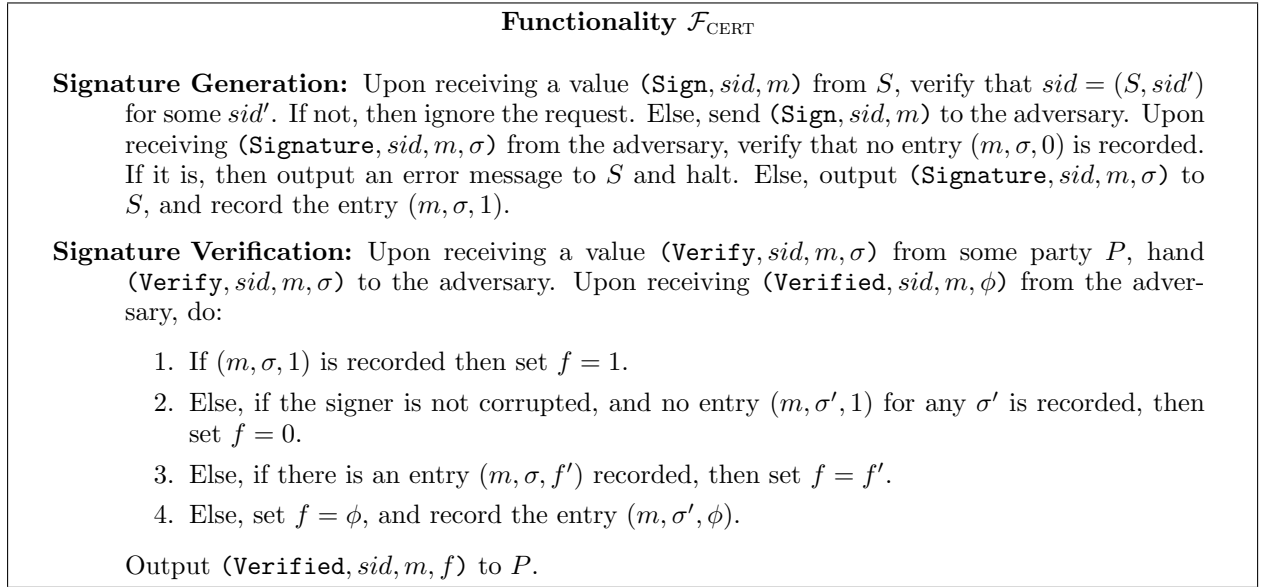 Functionality F_CERT
Signature Generation: Upon receiving a value (Sign, sid, m) from S, verify that sid = (S, sid′)
for some sid′. If not, then ignore the request. Else, send (Sign, sid, m) to the adversary. Upon
receiving (Signature, sid, m, σ) from the adversary, verify that no entry (m, σ, 0) is recorded.
If it is, then output an error message to S and halt. Else, output (Signature, sid, m, σ) to
S, and record the entry (m, σ, 1).
Signature Verification: Upon receiving a value (Verify, sid, m, σ) from some party P, hand
(Verify, sid, m, σ) to the adversary. Upon receiving (Verified, sid, m, ϕ) from the adver-
sary, do:
1. If (m, σ, 1) is recorded then set f = 1.
2. Else, if the signer is not corrupted, and no entry (m, σ′, 1) for any σ′ is recorded, then
set f = 0.
3. Else, if there is an entry (m, σ, f′) recorded, then set f = f′.
4. Else, set f = ϕ, and record the entry (m, σ′, ϕ).
Output (Verified, sid, m, f) to P.